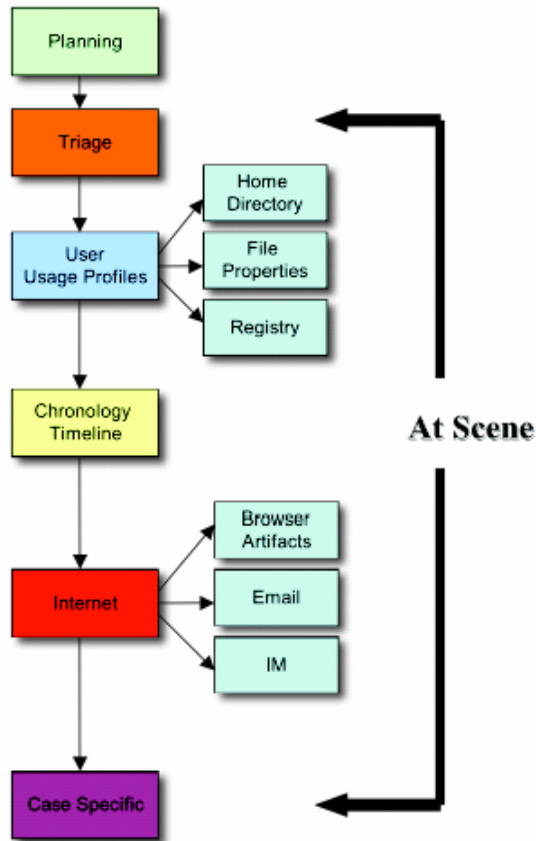 Planning
Triage
User
Usage Profiles
Home
Directory
File
Properties
Registry
Chronology
Timeline
At Scene
Internet
Browser
Artifacts
Email
IM
Case Specific